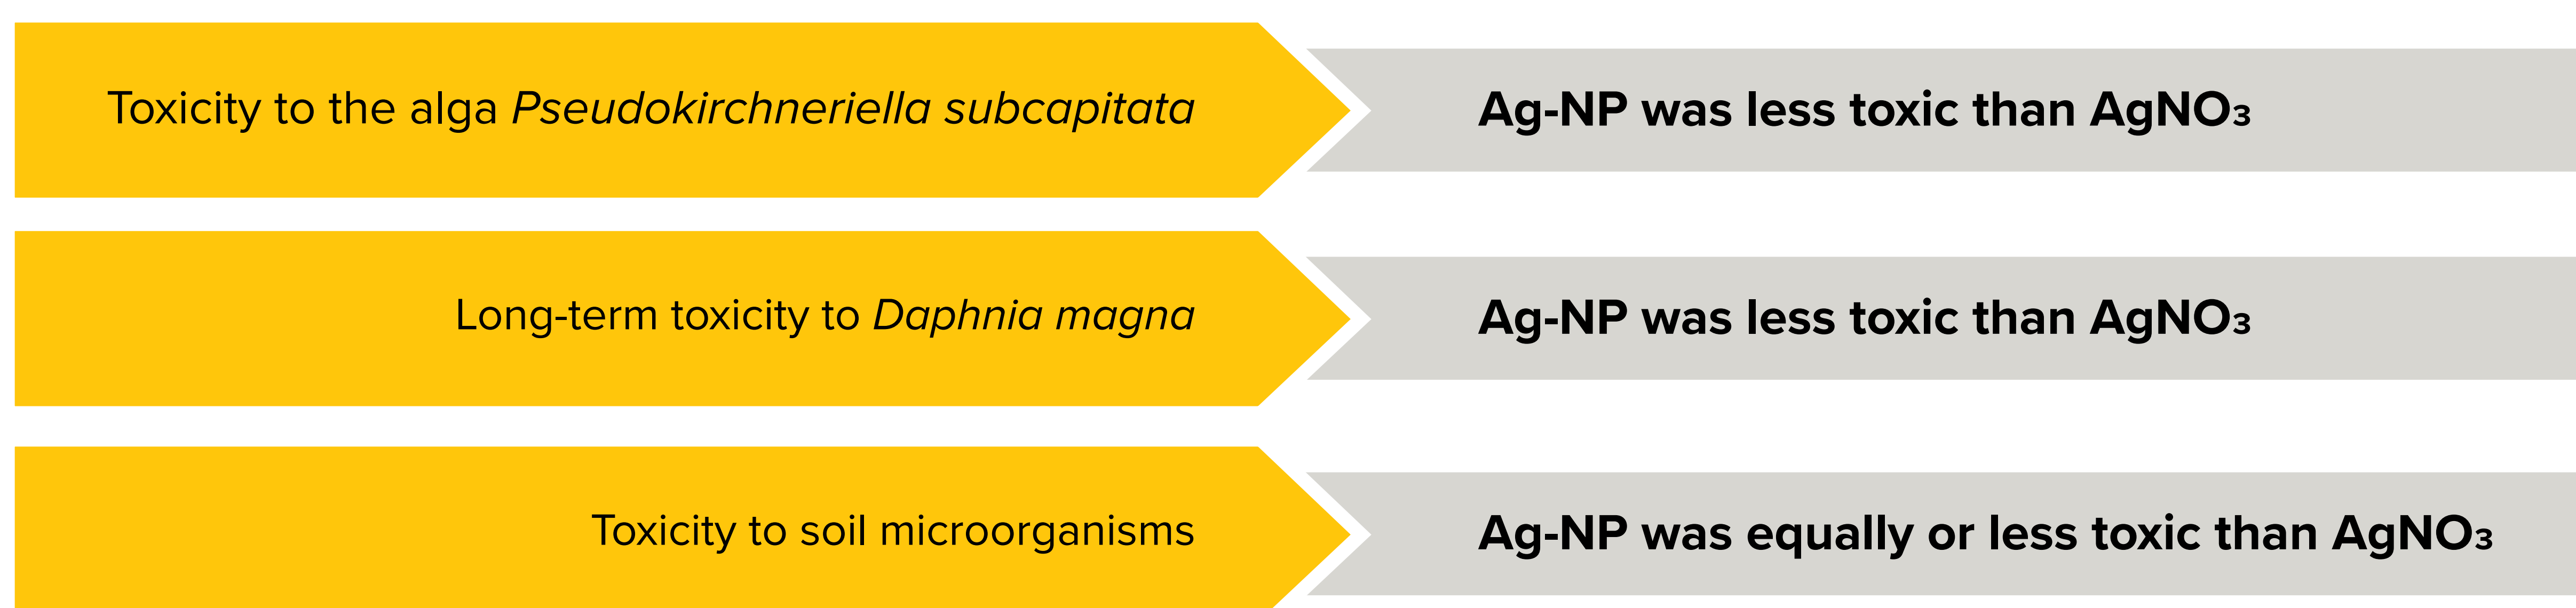 Toxicity to the alga Pseudokirchneriella subcapitata
Ag-NP was less toxic than AgNO₃
Long-term toxicity to Daphnia magna
Ag-NP was less toxic than AgNO₃
Toxicity to soil microorganisms
Ag-NP was equally or less toxic than AgNO₃